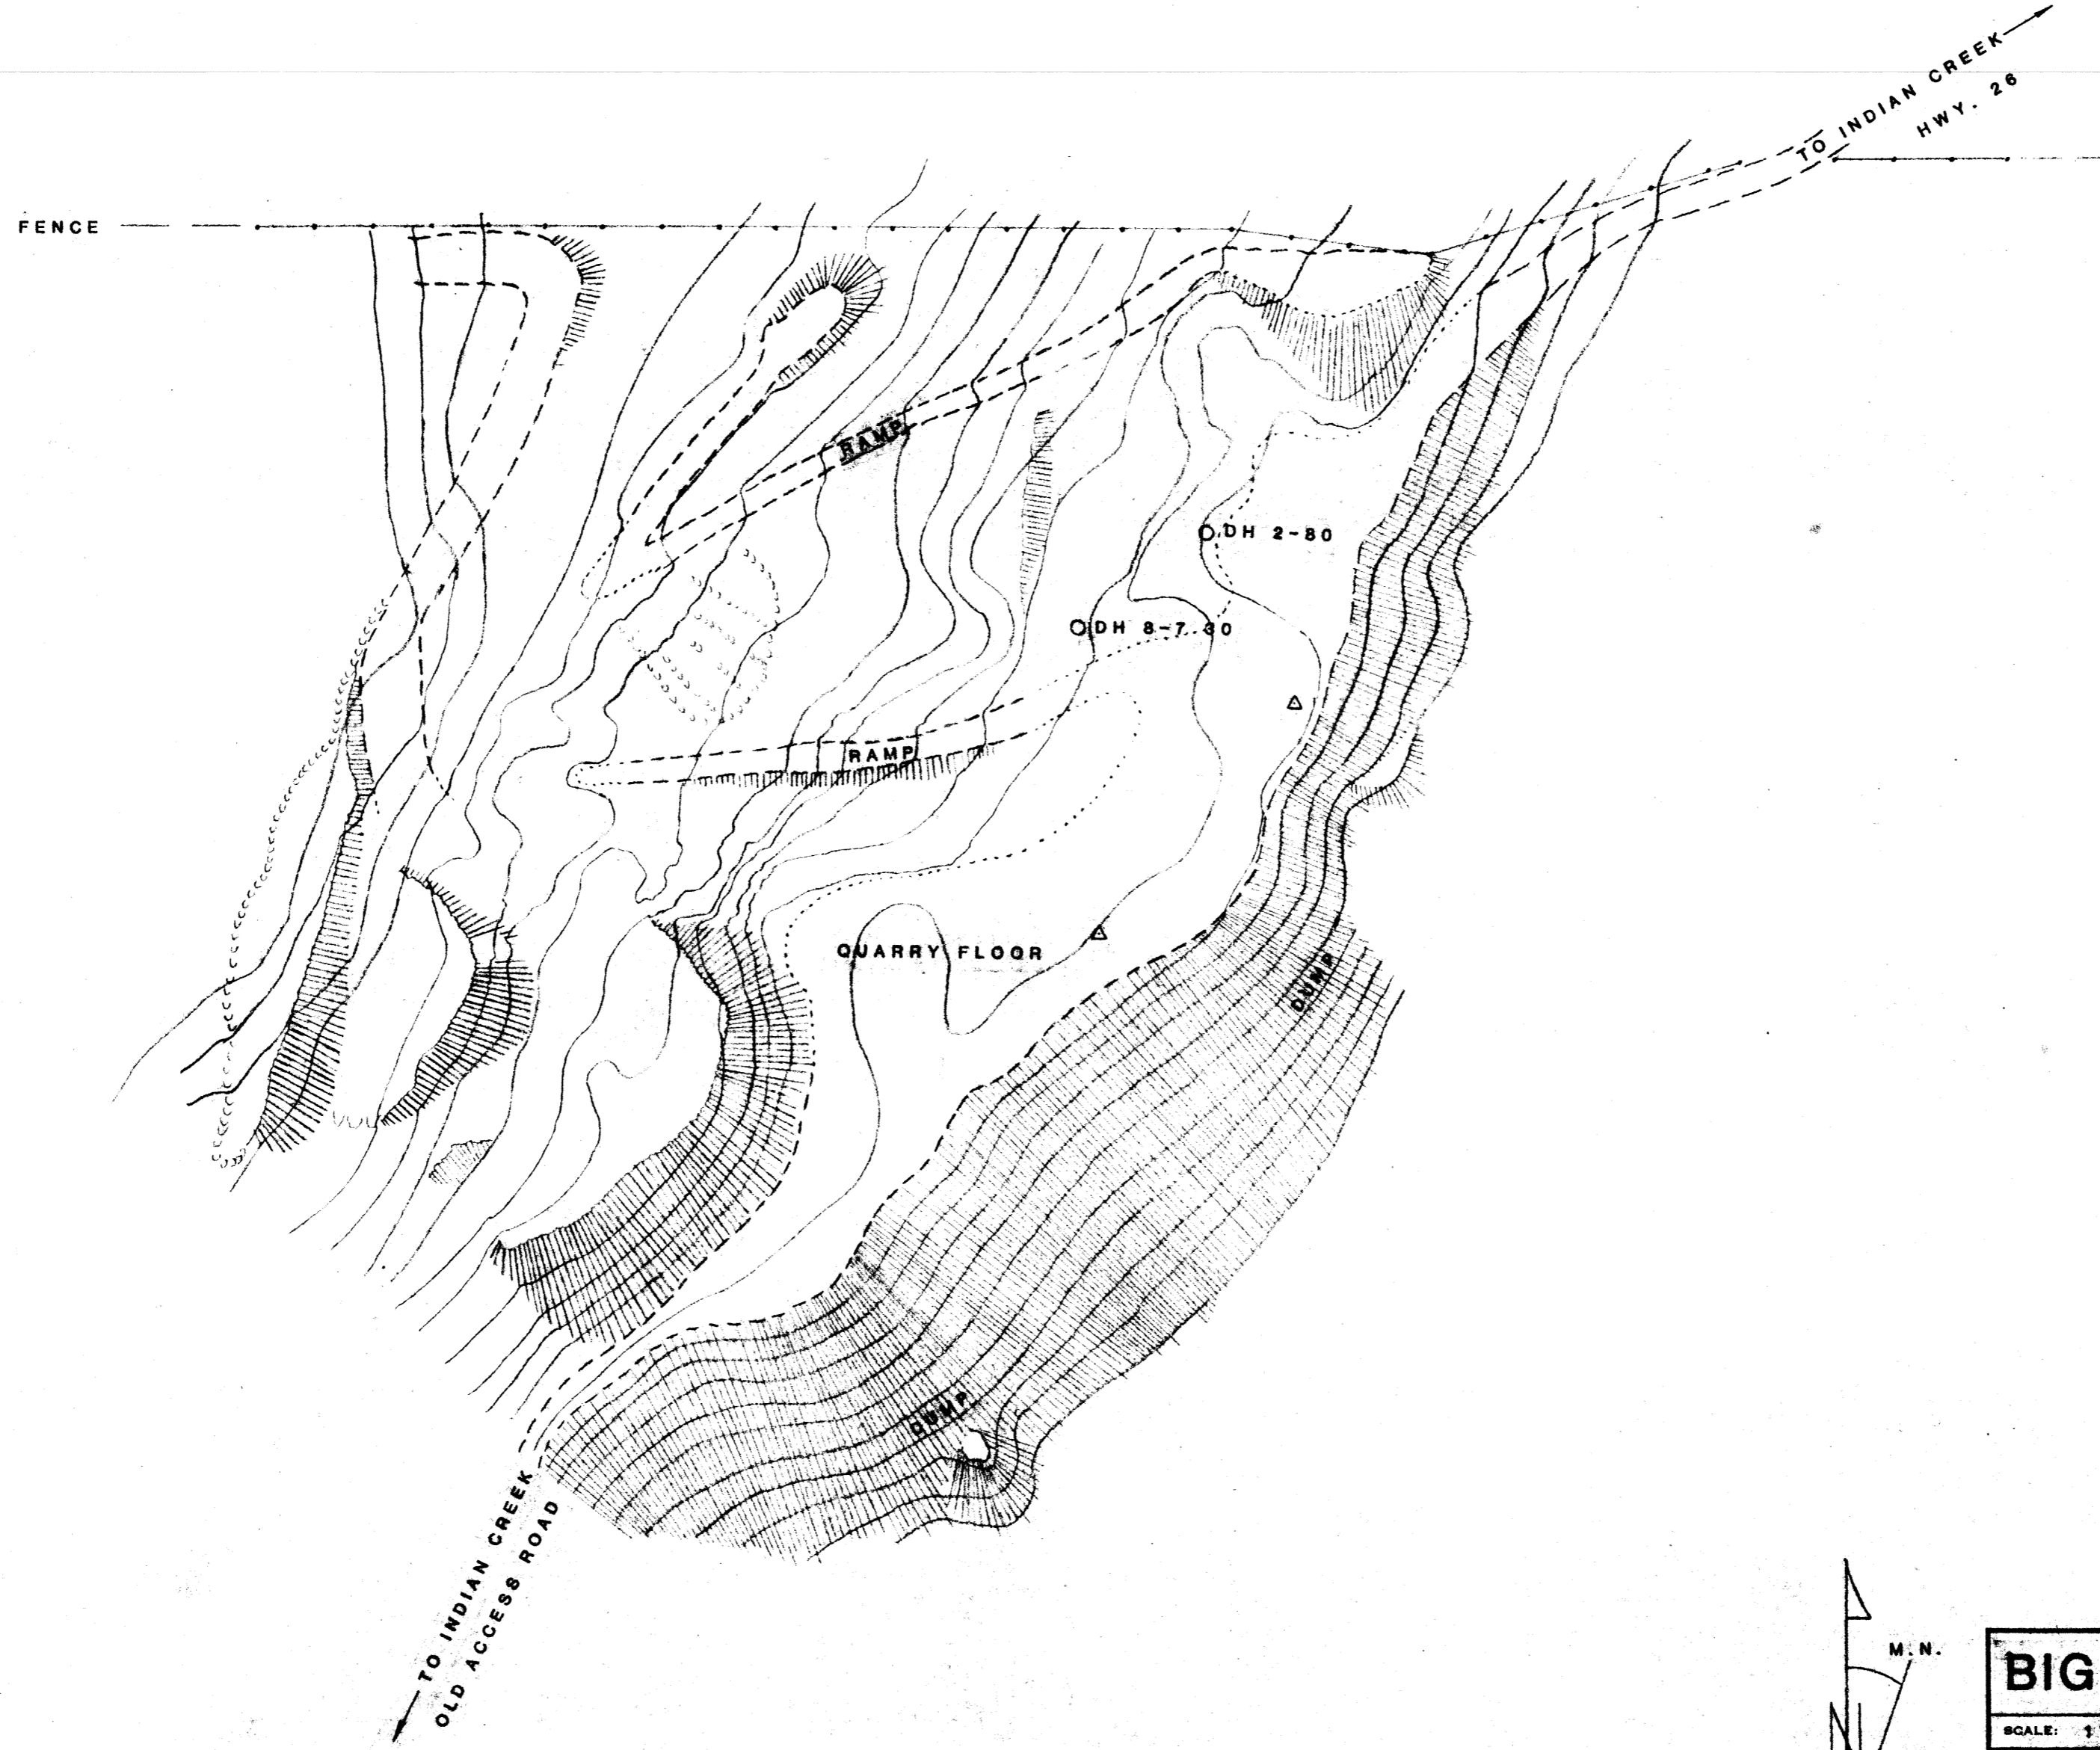 TO INDIAN CREEK
HWY. 26
FENCE
RAMP
DH 2-80
DH 8-7 80
RAMP
QUARRY FLOOR
DUMP
DUMP
TO INDIAN CREEK
OLD ACCESS ROAD
M.N.
N
BIG
SCALE: 1